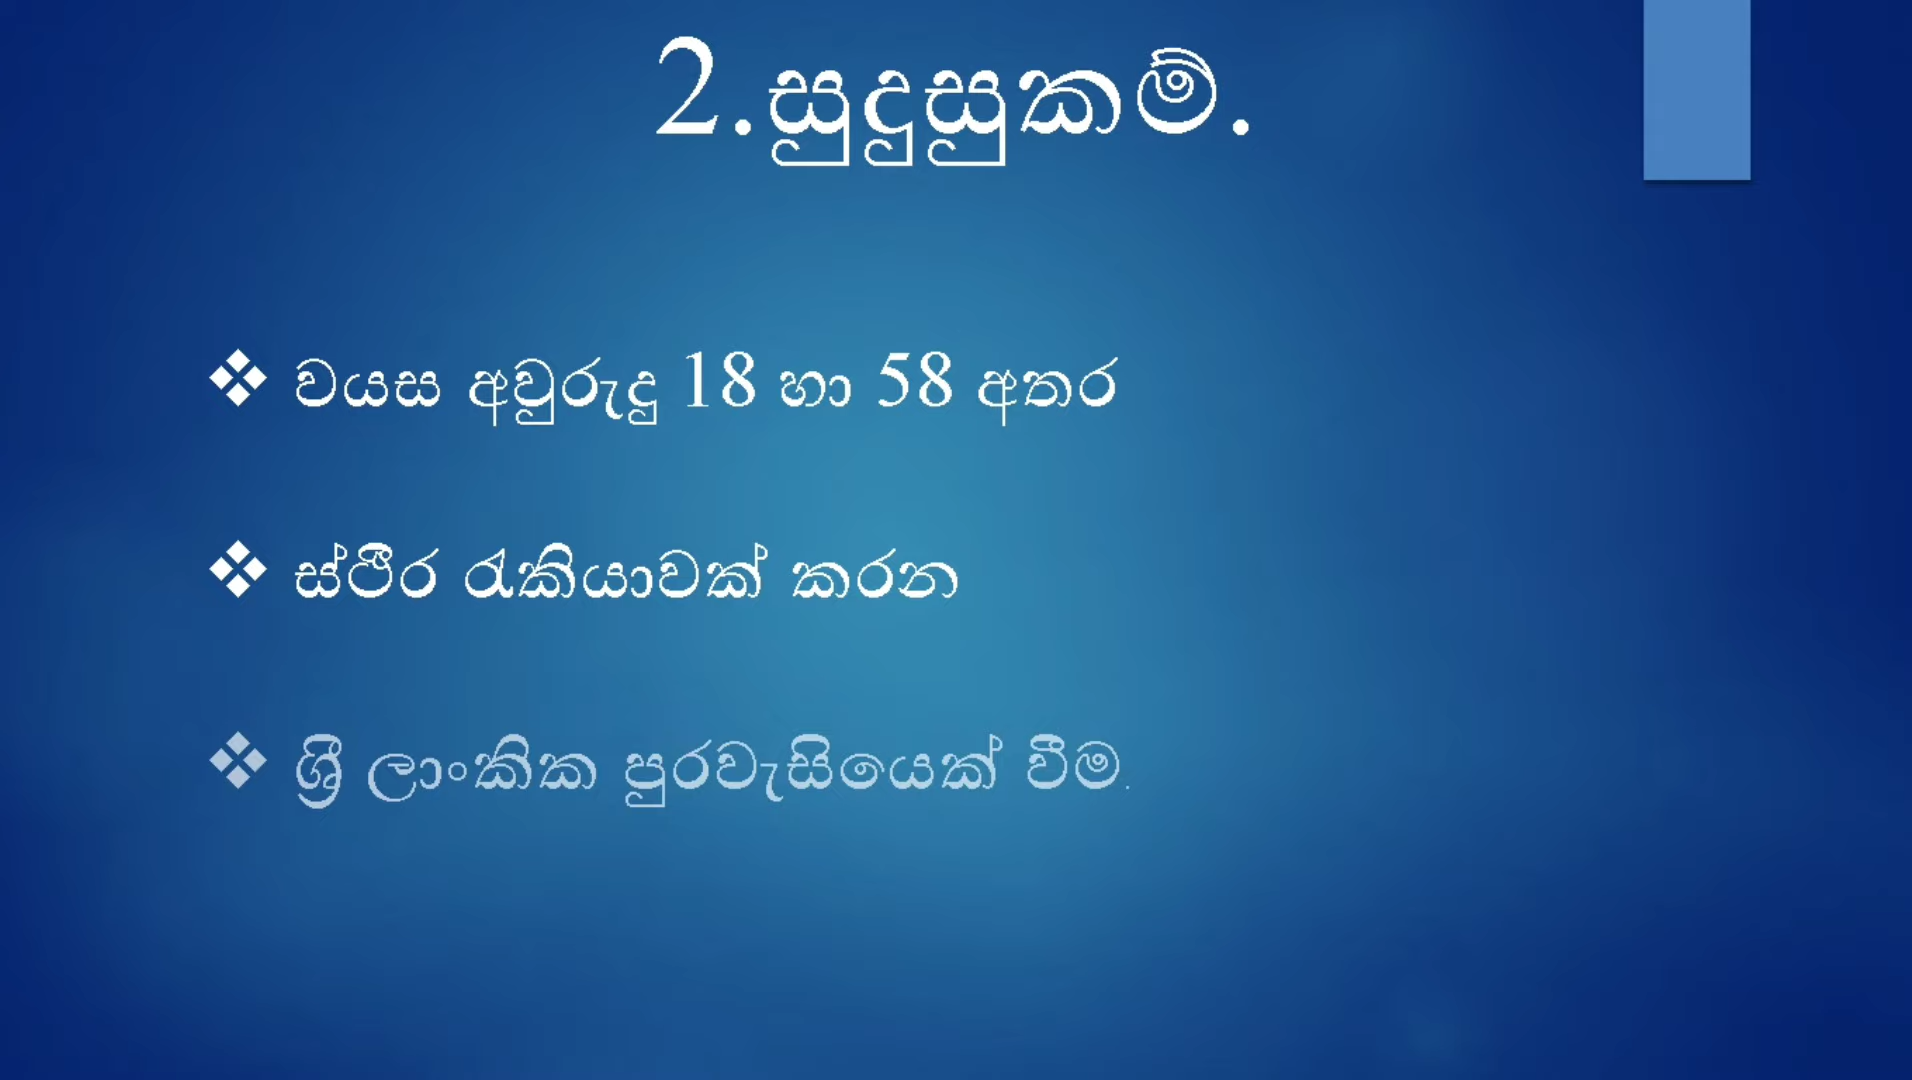 2.සුදුසුකම්.
❖ වයස අවුරුදු 18 හා 58 අතර
❖ ස්ථීර රැකියාවක් කරන
❖ ශ්‍රී ලාංකික පුරවැසියෙක් වීම.